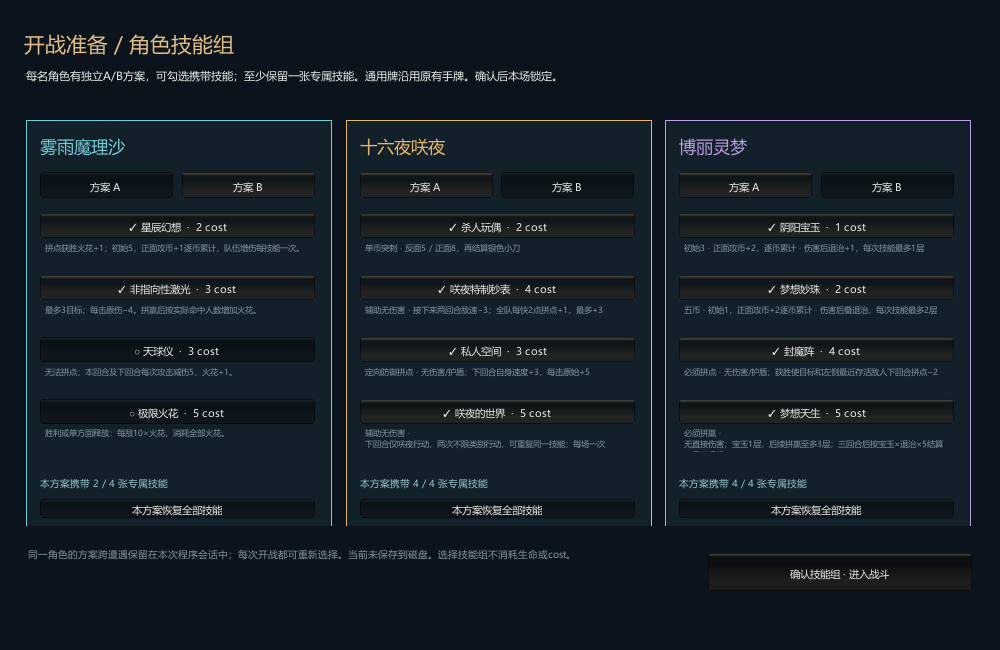 开战准备 / 角色技能组
每名角色有独立A/B方案，可勾选携带技能；至少保留一张专属技能。通用牌沿用原有手牌。确认后本场锁定。
雾雨魔理沙
方案 A
方案 B
✓ 星辰幻想 · 2 cost
拼点获胜火花+1；初始5，正面攻币+1逐币累计，队伍增伤每技能一次。
✓ 非指向性激光 · 3 cost
最多3目标；每击原伤−4。拼赢后按实际命中人数增加火花。
○ 天球仪 · 3 cost
无法拼点；本回合及下回合每次攻击减伤5，火花+1。
○ 极限火花 · 5 cost
胜利或单方面释放：每敌10×火花，消耗全部火花。
本方案携带 2 / 4 张专属技能
本方案恢复全部技能
十六夜咲夜
方案 A
方案 B
✓ 杀人玩偶 · 2 cost
单币突刺 · 反面5 / 正面8，再结算银色小刀
✓ 咲夜特制秒表 · 4 cost
辅助无伤害 · 接下来两回合敌速−3；全队每快2点拼点+1，最多+3
✓ 私人空间 · 3 cost
定向防御拼点 · 无伤害/护盾；下回合自身速度+3，每击原始+5
✓ 咲夜的世界 · 5 cost
辅助无伤害 ·
下回合仅咲夜行动，两次不限类别行动，可重复同一技能；每场一次
本方案携带 4 / 4 张专属技能
本方案恢复全部技能
博丽灵梦
方案 A
方案 B
✓ 阴阳宝玉 · 1 cost
初始3 · 正面攻币+2，逐币累计 · 伤害后退治+1，每次技能最多1层
✓ 梦想妙珠 · 2 cost
五币 · 初始1，正面攻币+2逐币累计 · 伤害后叠退治，每次技能最多2层
✓ 封魔阵 · 4 cost
必须拼点 · 无伤害/护盾；获胜使目标和左侧最近存活敌人下回合拼点−2
✓ 梦想天生 · 5 cost
必须拼赢 ·
无直接伤害；宝玉1层，后续拼赢至多3层；三回合后按宝玉×退治×5结算
本方案携带 4 / 4 张专属技能
本方案恢复全部技能
同一角色的方案跨遭遇保留在本次程序会话中；每次开战都可重新选择。当前未保存到磁盘。选择技能组不消耗生命或cost。
确认技能组 · 进入战斗